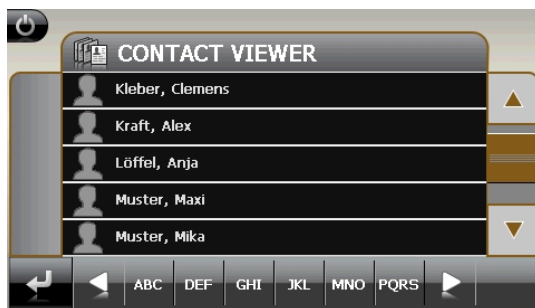 CONTACT VIEWER
Kleber, Clemens
Kraft, Alex
Löffel, Anja
Muster, Maxi
Muster, Mika
ABC DEF GHI JKL MNO PQRS